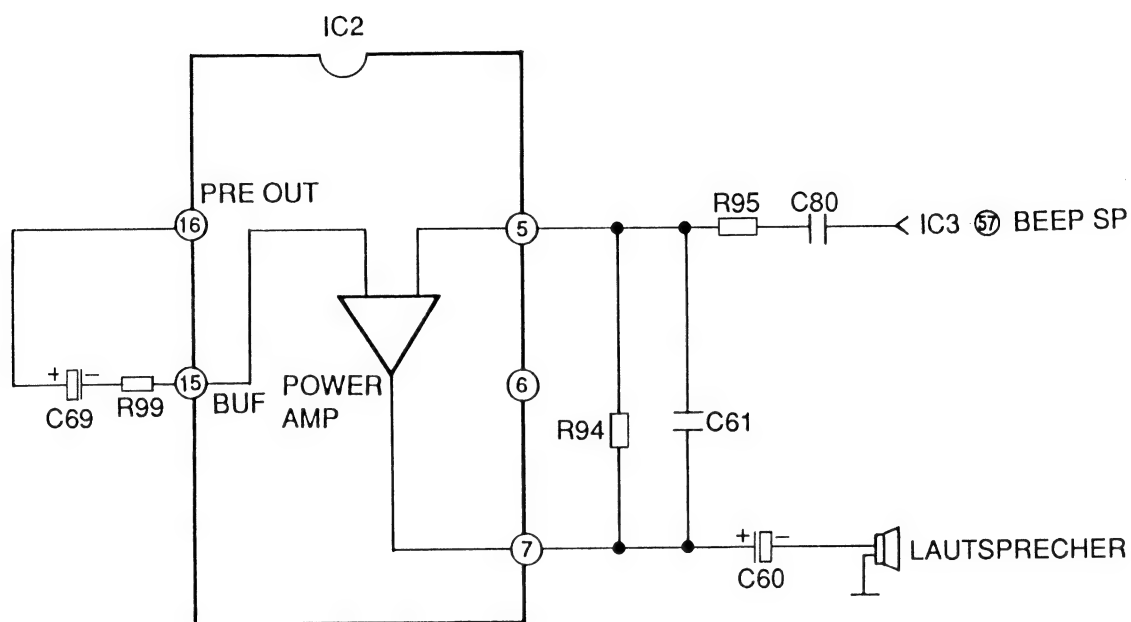 IC2
PRE OUT
16
5
R95
C80
IC3 57 BEEP SP
+ -
C69
R99
15
BUF
POWER
AMP
6
R94
C61
7
+ -
C60
LAUTSPRECHER